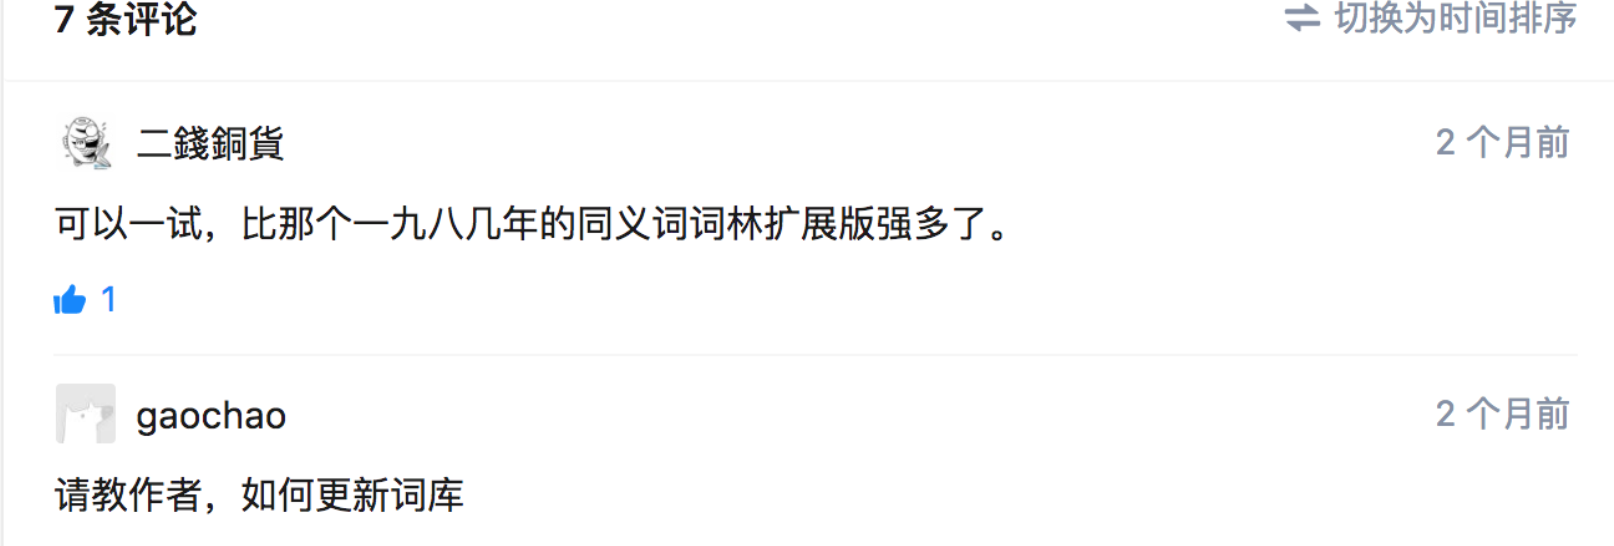 7 条评论
切换为时间排序
二錢銅貨
2 个月前
可以一试，比那个一九八几年的同义词词林扩展版强多了。
1
gaochao
2 个月前
请教作者，如何更新词库